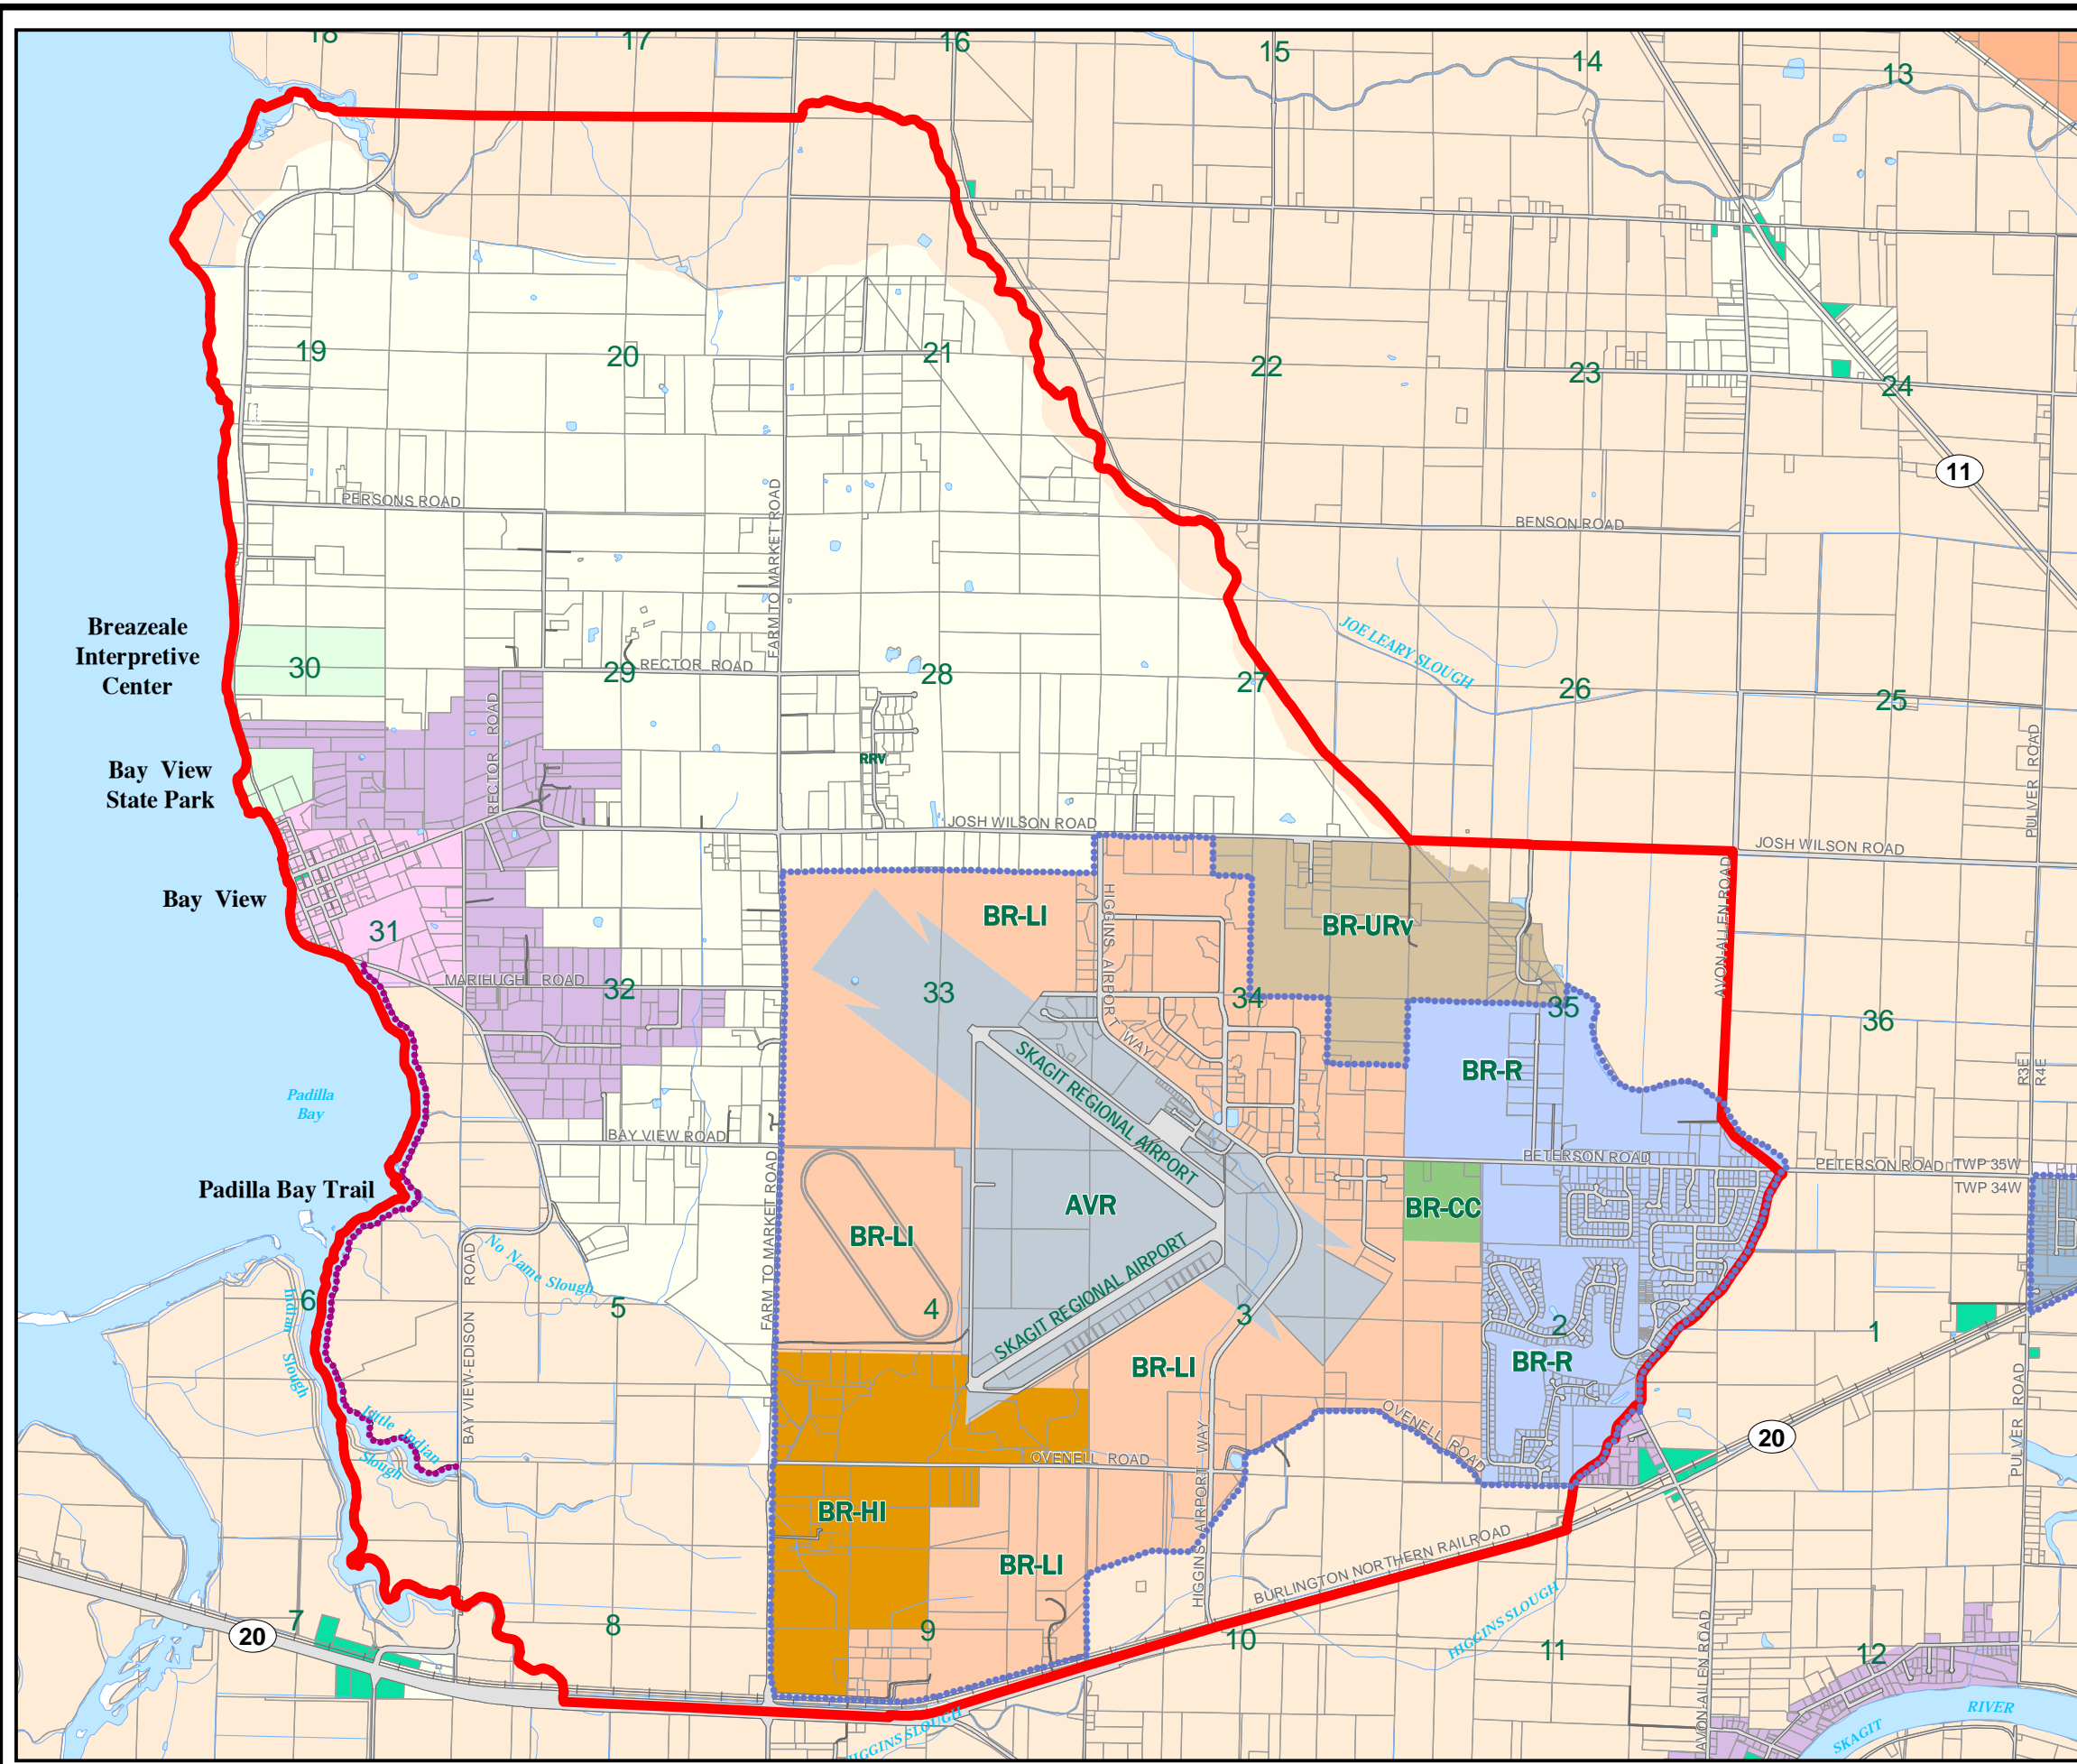 18
17
16
15
14
13
19
20
21
22
23
24
11
PERSONS ROAD
FARM TO MARKET ROAD
BENSON ROAD
Breazeale
Interpretive
Center
JOE LEARY SLOUGH
30
29
RECTOR ROAD
28
27
26
25
RECTOR ROAD
PULVER ROAD
Bay View
State Park
RRV
JOSH WILSON ROAD
JOSH WILSON ROAD
Bay View
31
HIGGINS AIRPORT WAY
BR-LI
BR-URv
AVON-ALLEN ROAD
MARIHUGH ROAD
32
33
34
35
36
SKAGIT REGIONAL AIRPORT
BR-R
R3E
R4E
Padilla
Bay
BAY VIEW ROAD
PETERSON ROAD
PETERSON ROAD
TWP 35W
TWP 34W
Padilla Bay Trail
AVR
BR-CC
FARM TO MARKET ROAD
BR-LI
No Name Slough
BAY VIEW-EDISON ROAD
SKAGIT REGIONAL AIRPORT
6
Indian
Slough
5
4
3
2
1
BR-LI
BR-R
PULVER ROAD
Little Indian
Slough
OVENELL ROAD
OVENELL ROAD
20
HIGGINS AIRPORT WAY
BR-HI
BR-LI
BURLINGTON NORTHERN RAILROAD
HIGGINS SLOUGH
7
20
8
9
10
11
12
AVON-ALLEN ROAD
HIGGINS SLOUGH
SKAGIT
RIVER